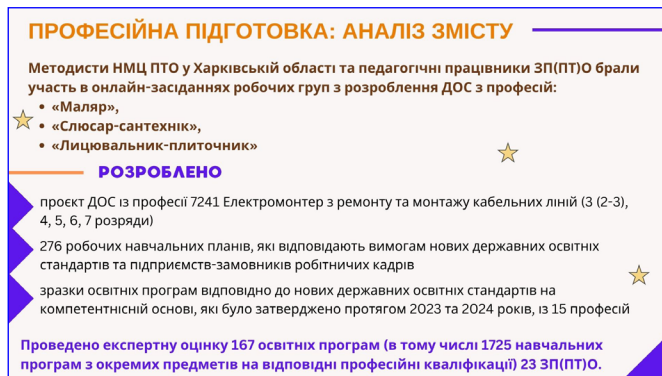 ПРОФЕСІЙНА ПІДГОТОВКА: АНАЛІЗ ЗМІСТУ
Методисти НМЦ ПТО у Харківській області та педагогічні працівники ЗП(ПТ)О брали
участь в онлайн-засіданнях робочих груп з розроблення ДОС з професій:
• «Маляр»,
• «Слюсар-сантехнік»,
• «Лицювальник-плиточник»
РОЗРОБЛЕНО
проєкт ДОС із професії 7241 Електромонтер з ремонту та монтажу кабельних ліній (3 (2-3),
4, 5, 6, 7 розряди)
276 робочих навчальних планів, які відповідають вимогам нових державних освітніх
стандартів та підприємств-замовників робітничих кадрів
зразки освітніх програм відповідно до нових державних освітніх стандартів на
компетентнісній основі, які було затверджено протягом 2023 та 2024 років, із 15 професій
Проведено експертну оцінку 167 освітніх програм (в тому числі 1725 навчальних
програм з окремих предметів на відповідні професійні кваліфікації) 23 ЗП(ПТ)О.